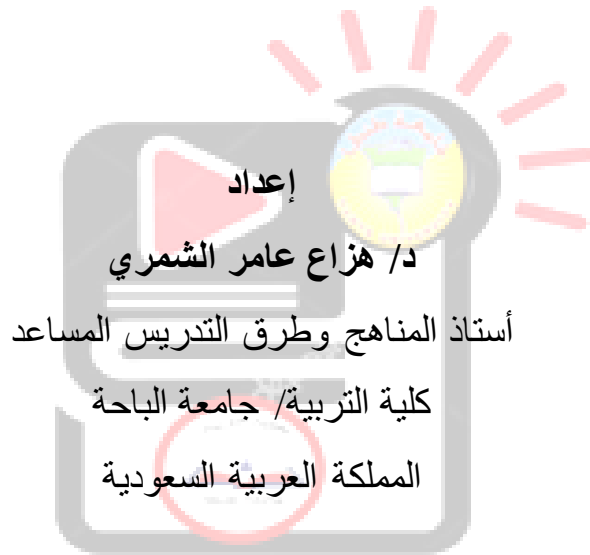 إعداد
د/ هزاع عامر الشمري
أستاذ المناهج وطرق التدريس المساعد
كلية التربية/ جامعة الباحة
المملكة العربية السعودية